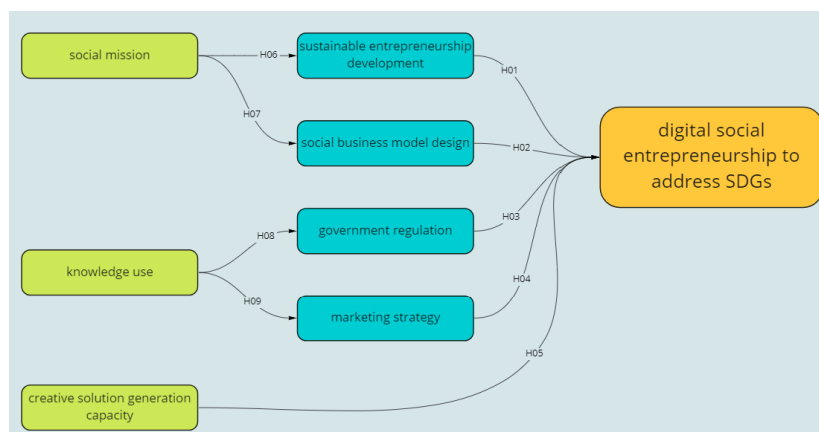 social mission
H06
sustainable entrepreneurship
development
H01
H07
social business model design
H02
digital social
entrepreneurship to
address SDGs
knowledge use
H08
government regulation
H03
H09
marketing strategy
H04
H05
creative solution generation
capacity